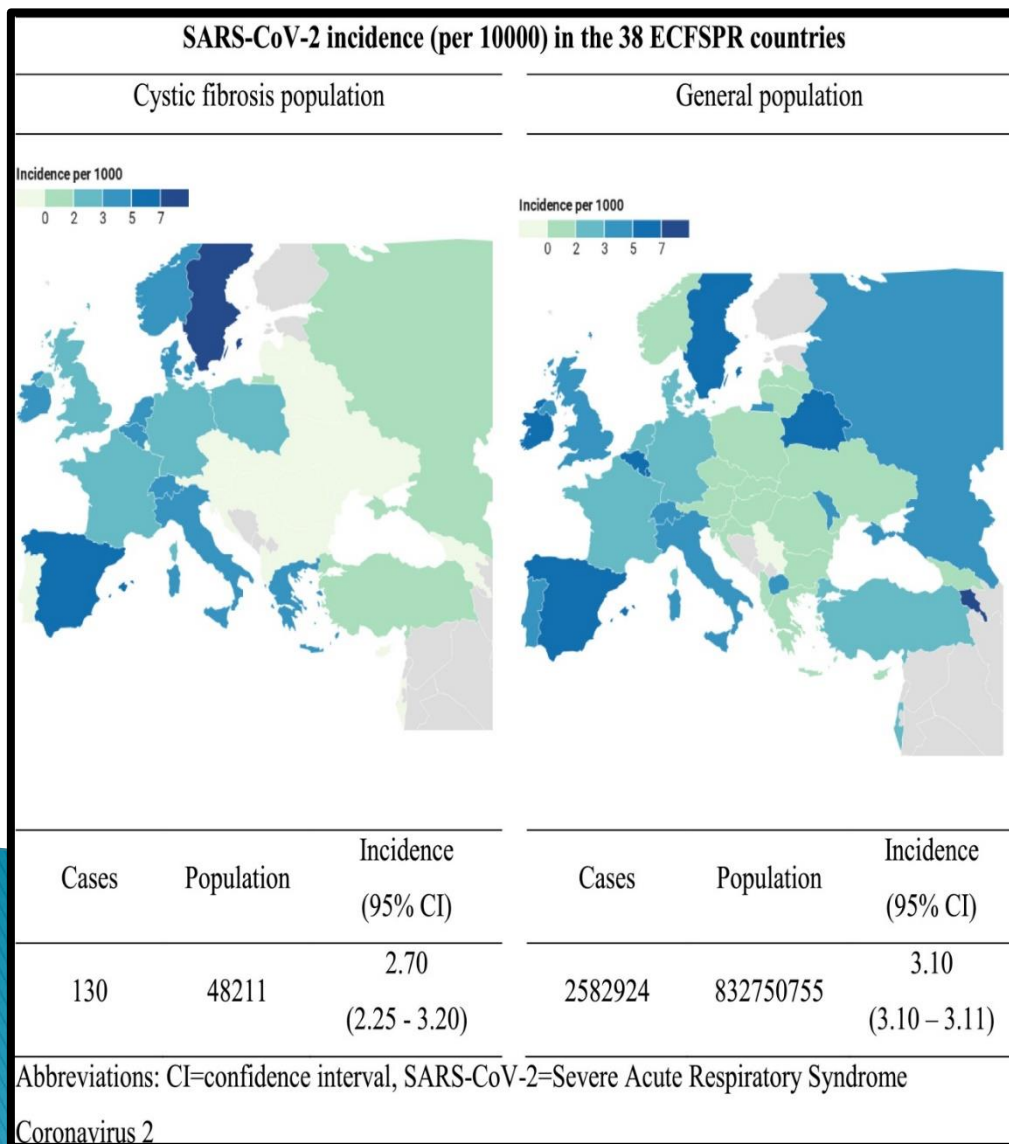 SARS-CoV-2 incidence (per 10000) in the 38 ECFSPR countries
Cystic fibrosis population
General population
Incidence per 1000
0 2 3 5 7
Incidence per 1000
0 2 3 5 7
Cases Population Incidence (95% CI)
130 48211 2.70 (2.25 - 3.20)
Cases Population Incidence (95% CI)
2582924 832750755 3.10 (3.10 – 3.11)
Abbreviations: CI=confidence interval, SARS-CoV-2=Severe Acute Respiratory Syndrome
Coronavirus 2